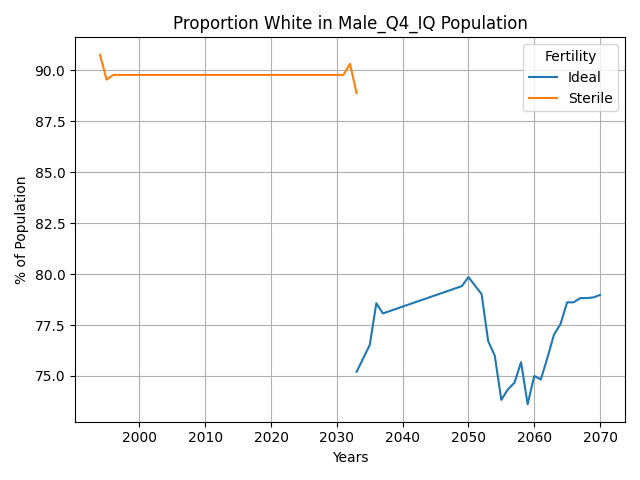 Proportion White in Male_Q4_IQ Population
Fertility
Ideal
Sterile
90.0
87.5
85.0
82.5
80.0
77.5
75.0
% of Population
2000 2010 2020 2030 2040 2050 2060 2070
Years